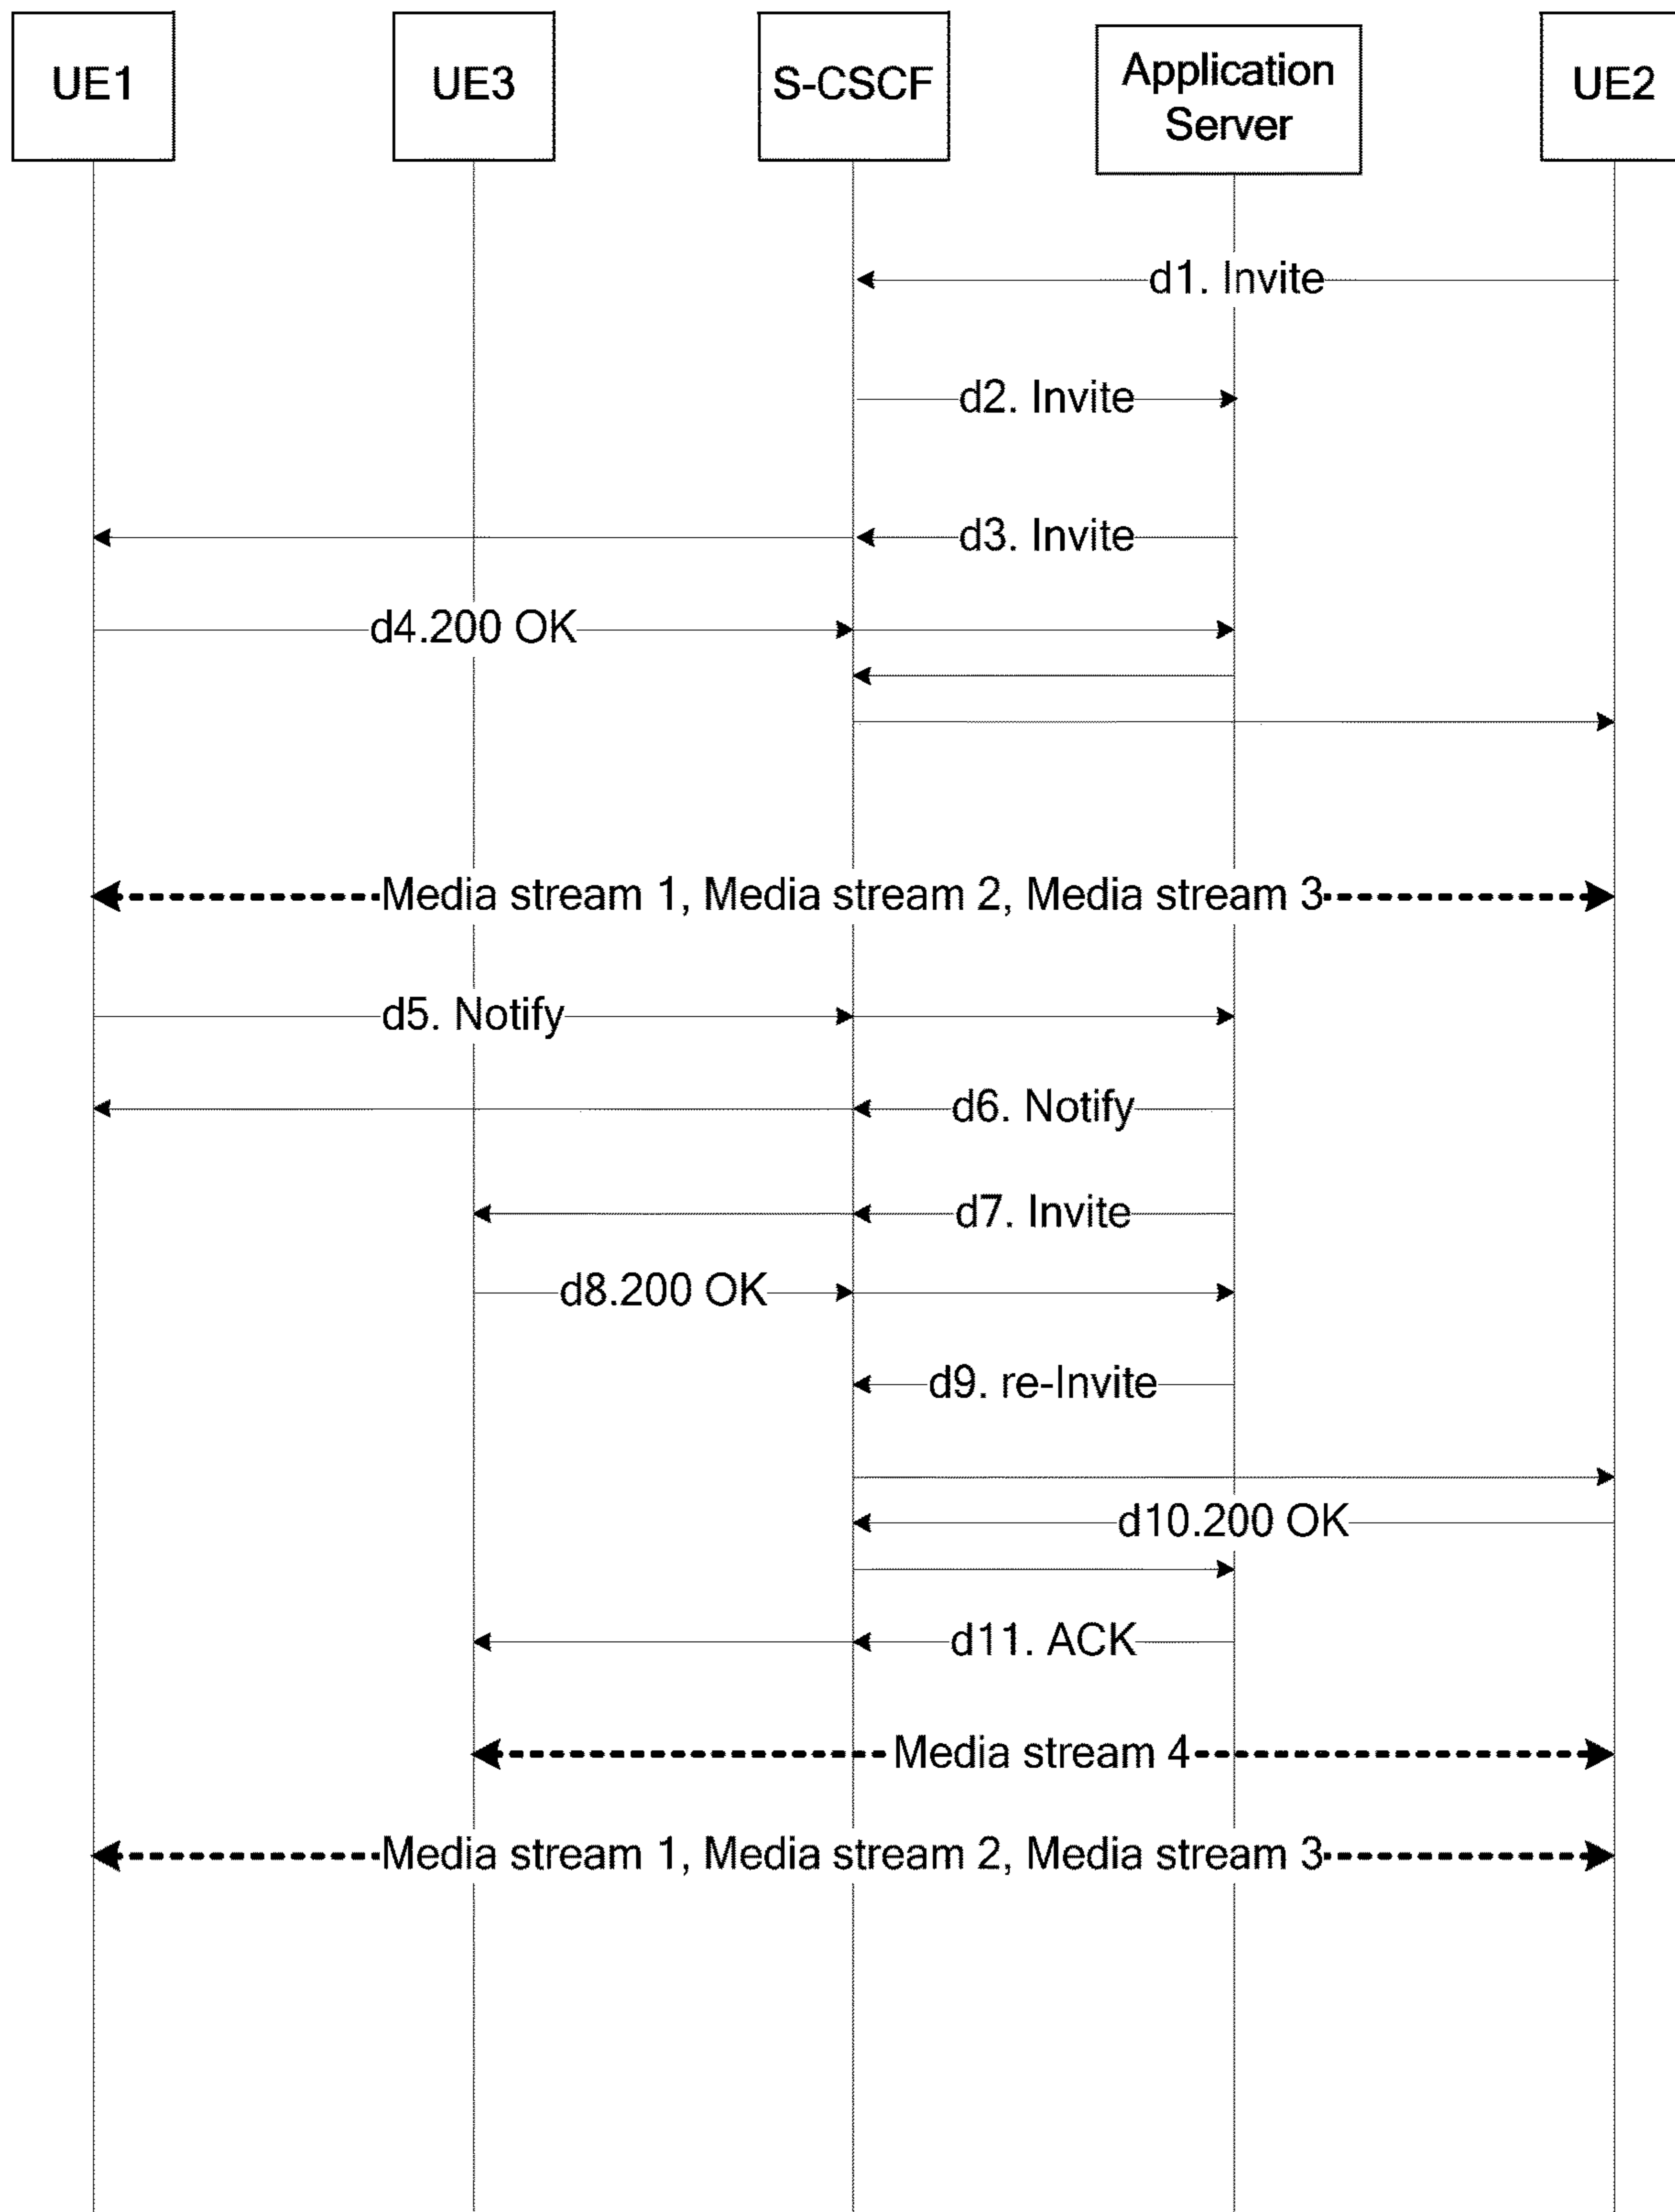 UE1
UE3
S-CSCF
Application
Server
UE2
d1. Invite
d2. Invite
d3. Invite
d4.200 OK
Media stream 1, Media stream 2, Media stream 3
d5. Notify
d6. Notify
d7. Invite
d8.200 OK
d9. re-Invite
d10.200 OK
d11. ACK
Media stream 4
Media stream 1, Media stream 2, Media stream 3